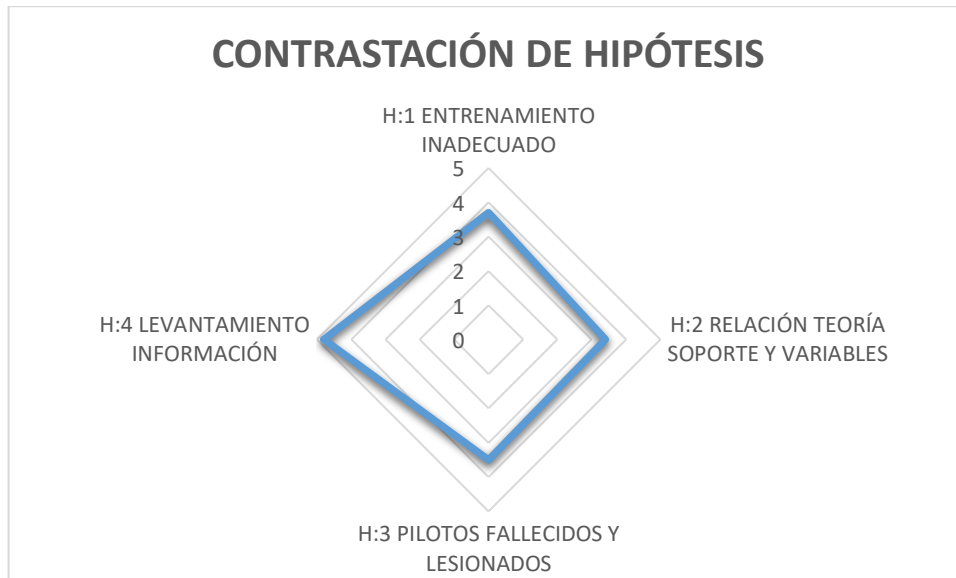 CONTRASTACIÓN DE HIPÓTESIS
H:1 ENTRENAMIENTO
INADECUADO
5
4
3
2
1
0
H:4 LEVANTAMIENTO
INFORMACIÓN
H:2 RELACIÓN TEORÍA
SOPORTE Y VARIABLES
H:3 PILOTOS FALLECIDOS Y
LESIONADOS